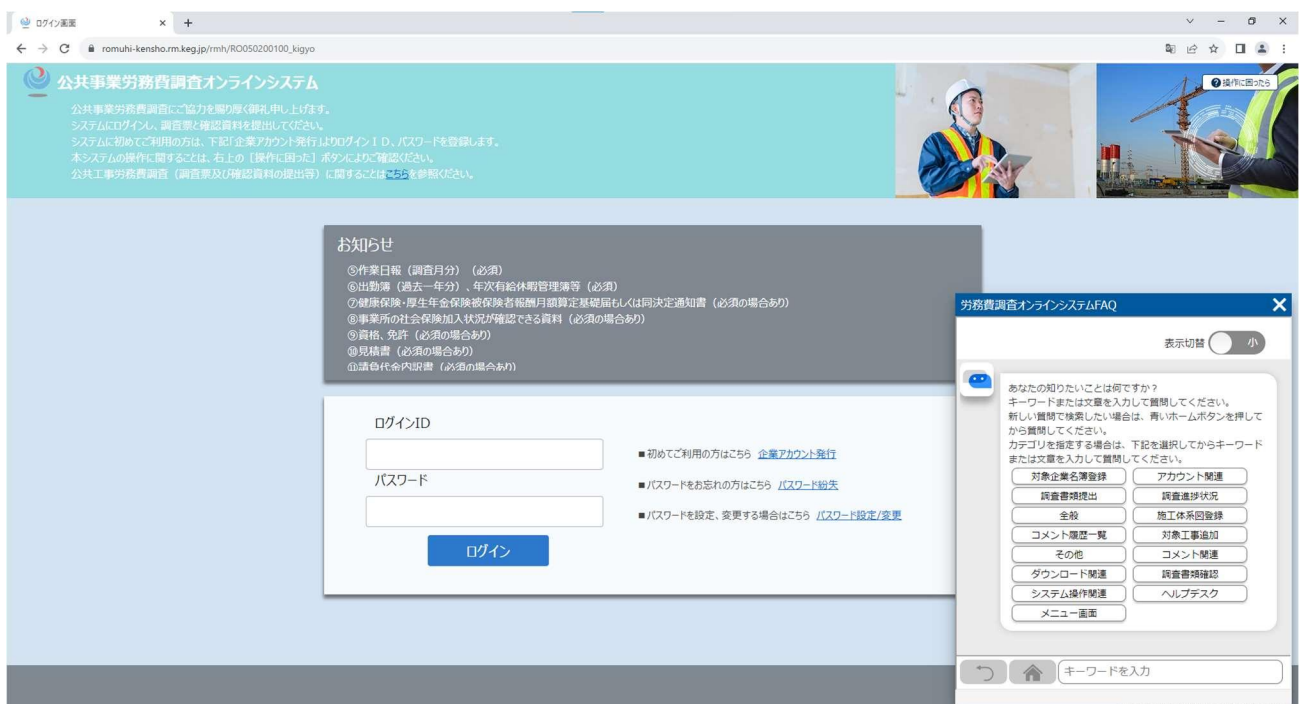 ログイン画面
romuhi-kensho.rm.keg.jp/rmh/RO050200100_kigyo
公共事業労務費調査オンラインシステム
操作に困ったら
公共事業労務費調査にご協力を賜り厚く御礼申し上げます。
システムにログインし、調査票と確認資料を提出してください。
システムに初めてご利用の方は、下記「企業アカウント発行」よりログインＩＤ、パスワードを登録します。
本システムの操作に関することは、右上の［操作に困った］ボタンによりご確認ください。
公共工事労務費調査（調査票及び確認資料の提出等）に関することはこちらを参照ください。
お知らせ
⑤作業日報（調査月分）（必須）
⑥出勤簿（過去一年分）、年次有給休暇管理簿等（必須）
⑦健康保険・厚生年金保険被保険者報酬月額算定基礎届もしくは同決定通知書（必須の場合あり）
⑧事業所の社会保険加入状況が確認できる資料（必須の場合あり）
⑨資格、免許（必須の場合あり）
⑩見積書（必須の場合あり）
⑪請負代金内訳書（必須の場合あり）
ログインID
パスワード
ログイン
■初めてご利用の方はこちら 企業アカウント発行
■パスワードをお忘れの方はこちら パスワード紛失
■パスワードを設定、変更する場合はこちら パスワード設定/変更
労務費調査オンラインシステムFAQ
表示切替 小
あなたの知りたいことは何ですか？
キーワードまたは文章を入力して質問してください。
新しい質問で検索したい場合は、青いホームボタンを押して
から質問してください。
カテゴリを指定する場合は、下記を選択してからキーワード
または文章を入力して質問してください。
対象企業名簿登録 アカウント関連
調査書類提出 調査進捗状況
全般 施工体系図登録
コメント履歴一覧 対象工事追加
その他 コメント関連
ダウンロード関連 調査書類確認
システム操作関連 ヘルプデスク
メニュー画面
キーワードを入力